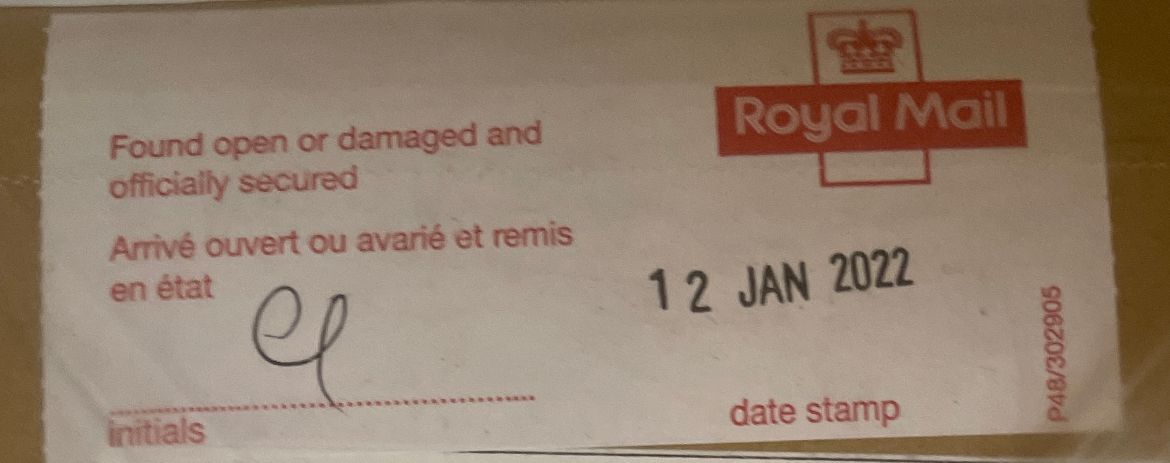 Royal Mail
Found open or damaged and
officially secured
Arrivé ouvert ou avarié et remis
en état
12 JAN 2022
initials
date stamp
P48/302905